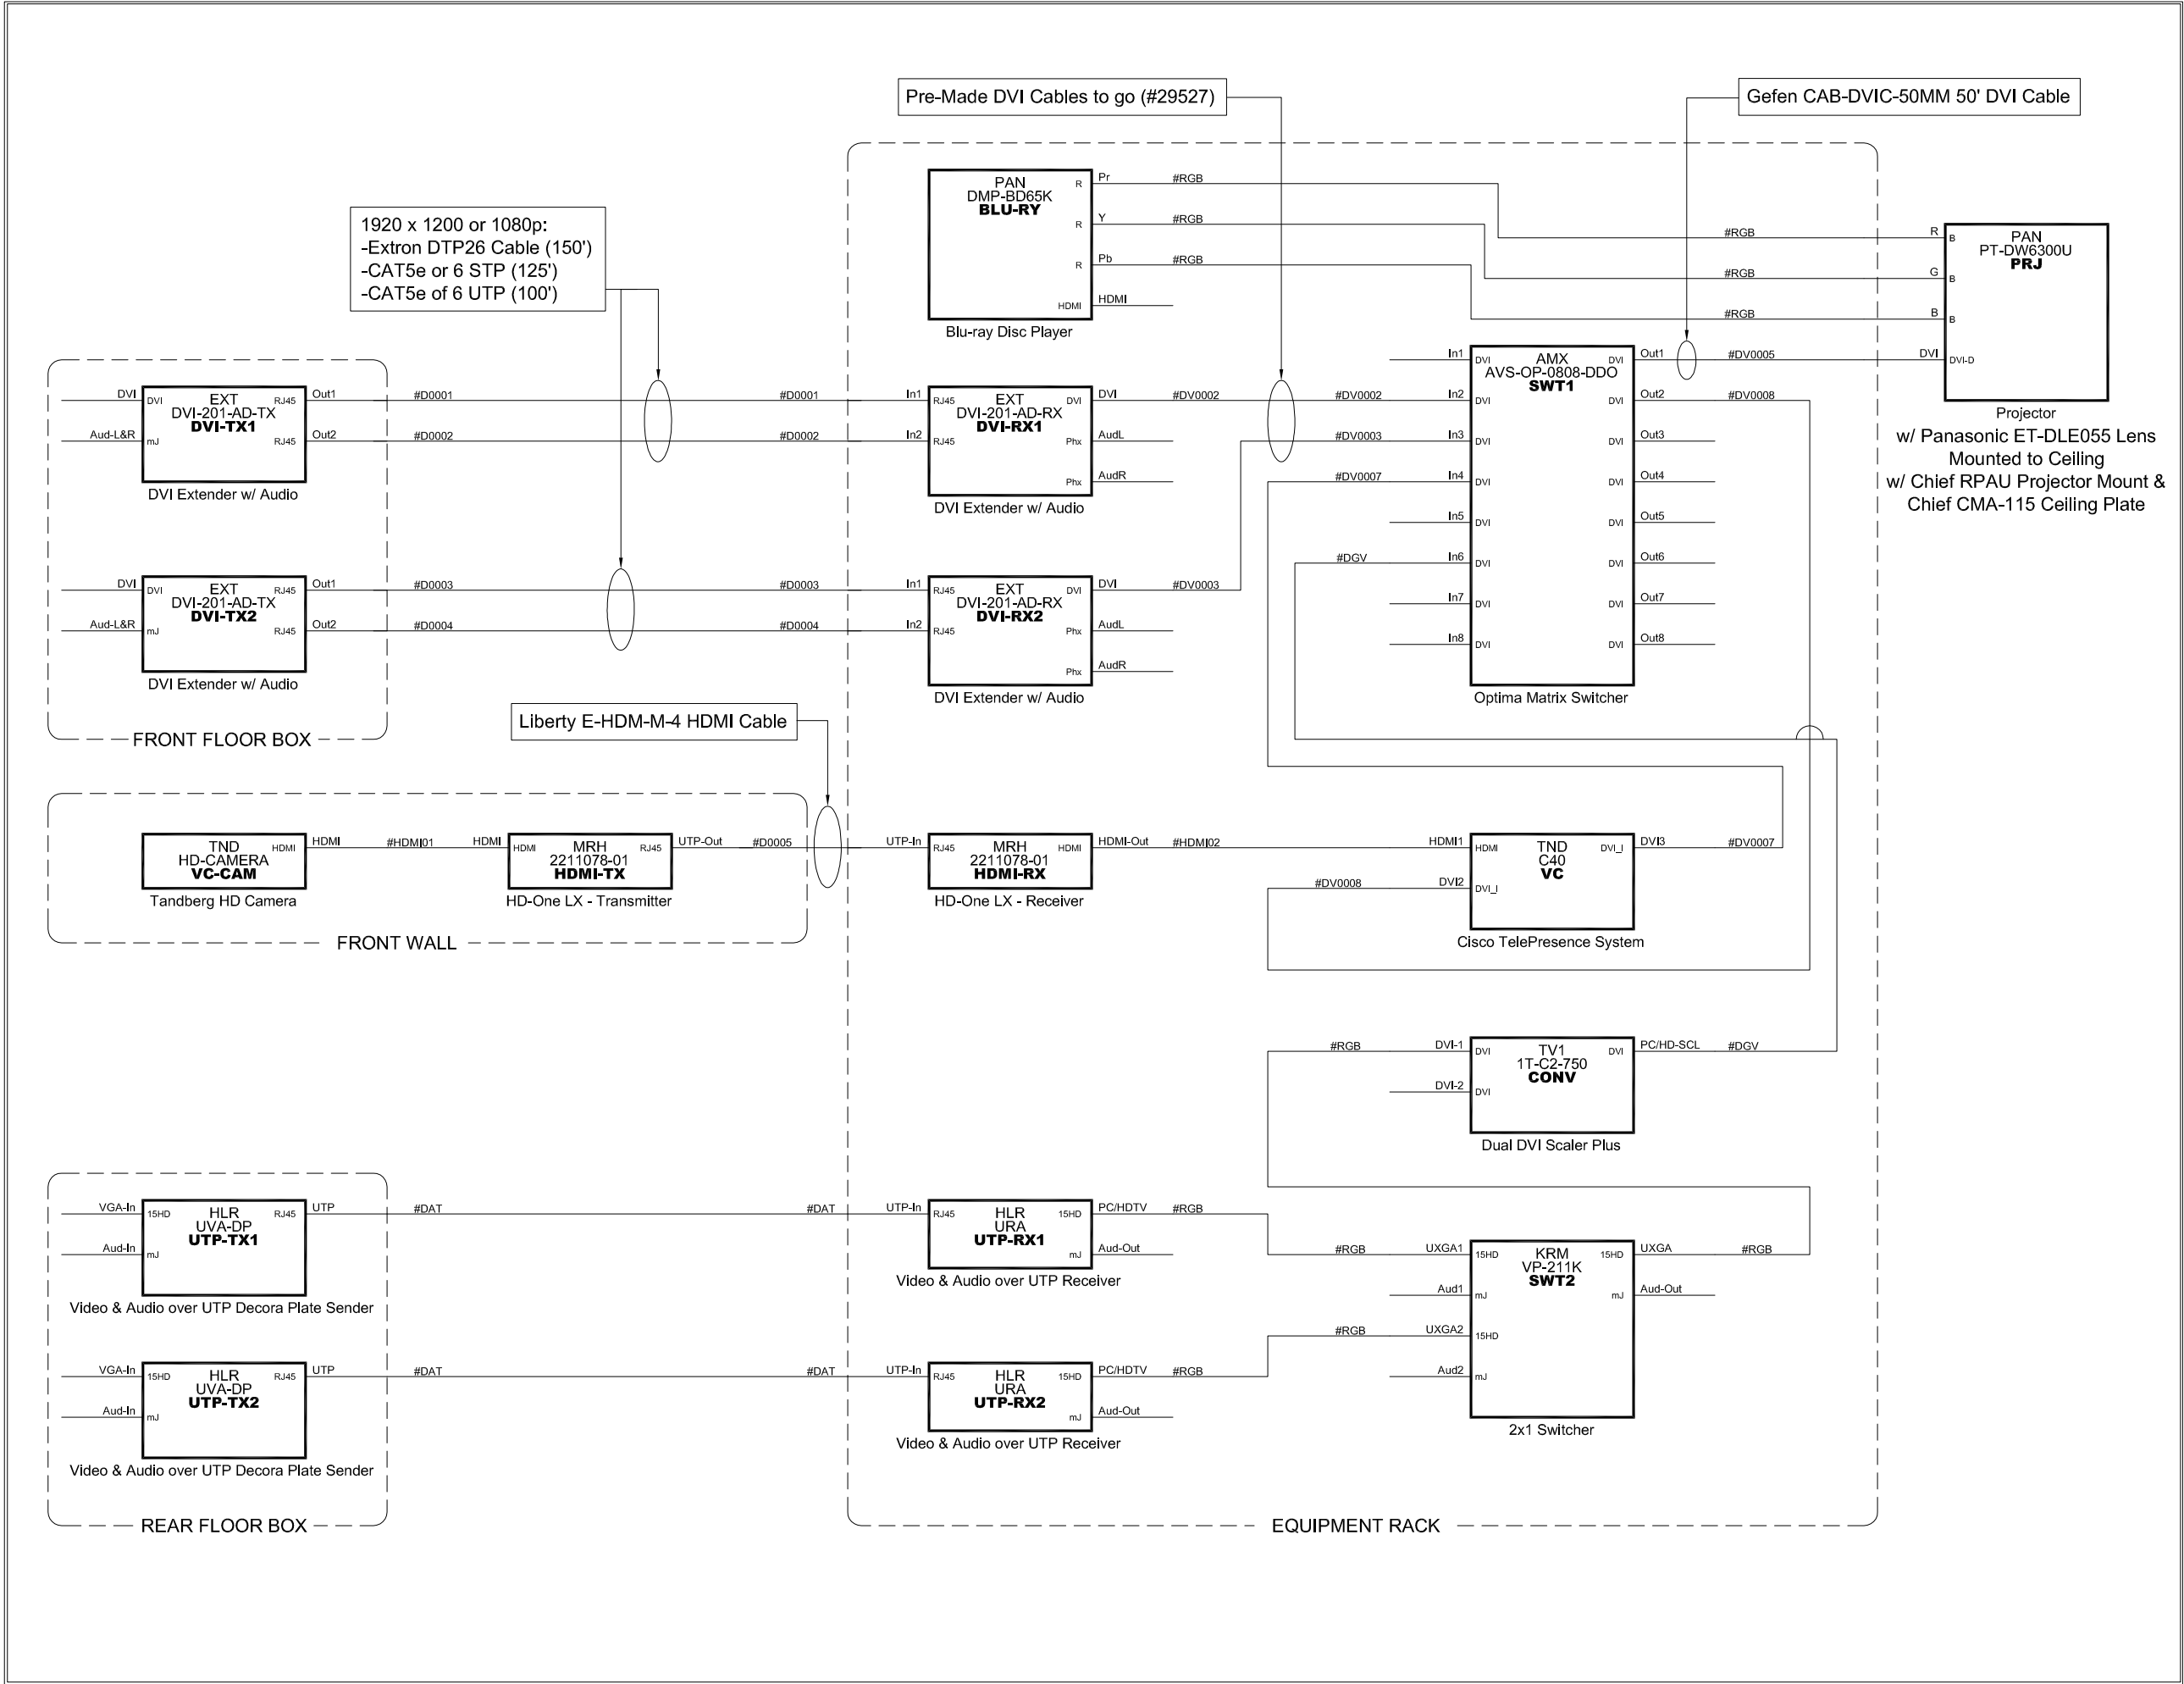 Pre-Made DVI Cables to go (#29527)
Gefen CAB-DVIC-50MM 50' DVI Cable
1920 x 1200 or 1080p:
-Extron DTP26 Cable (150')
-CAT5e or 6 STP (125')
-CAT5e of 6 UTP (100')
PAN
DMP-BD65K
BLU-RY
R Pr #RGB
R Y #RGB
R Pb #RGB
HDMI HDMI
Blu-ray Disc Player
#RGB R B
#RGB G B
#RGB B B
DVI DVI-D
PAN
PT-DW6300U
PRJ
Projector
w/ Panasonic ET-DLE055 Lens
Mounted to Ceiling
w/ Chief RPAU Projector Mount &
Chief CMA-115 Ceiling Plate
DVI DVI EXT RJ45 Out1 #D0001 #D0001
DVI-201-AD-TX
DVI-TX1
Aud-L&R mJ RJ45 Out2 #D0002 #D0002
DVI Extender w/ Audio
In1 RJ45 EXT DVI DVI #DV0002 #DV0002
DVI-201-AD-RX
DVI-RX1
In2 RJ45 Phx AudL
Phx AudR
DVI Extender w/ Audio
DVI DVI EXT RJ45 Out1 #D0003 #D0003
DVI-201-AD-TX
DVI-TX2
Aud-L&R mJ RJ45 Out2 #D0004 #D0004
DVI Extender w/ Audio
FRONT FLOOR BOX
In1 RJ45 EXT DVI DVI #DV0003 #DV0003
DVI-201-AD-RX
DVI-RX2
In2 RJ45 Phx AudL
Phx AudR
DVI Extender w/ Audio
In1 DVI AMX DVI Out1 #DV0005
AVS-OP-0808-DDO
SWT1
In2 DVI DVI Out2 #DV0008
In3 DVI DVI Out3
#DV0007 In4 DVI DVI Out4
In5 DVI DVI Out5
#DGV In6 DVI DVI Out6
In7 DVI DVI Out7
In8 DVI DVI Out8
Optima Matrix Switcher
Liberty E-HDM-M-4 HDMI Cable
TND HDMI HDMI #HDMI01
HD-CAMERA
VC-CAM
Tandberg HD Camera
HDMI HDMI MRH RJ45 UTP-Out #D0005
2211078-01
HDMI-TX
HD-One LX - Transmitter
FRONT WALL
UTP-In RJ45 MRH HDMI HDMI-Out #HDMI02
2211078-01
HDMI-RX
HD-One LX - Receiver
HDMI1 HDMI TND DVI_I DVI3 #DV0007
C40
VC
#DV0008 DVI2 DVI_I
Cisco TelePresence System
#RGB DVI-1 DVI TV1 DVI PC/HD-SCL #DGV
1T-C2-750
CONV
DVI-2 DVI
Dual DVI Scaler Plus
VGA-In 15HD HLR RJ45 UTP #DAT #DAT
UVA-DP
UTP-TX1
Aud-In mJ
Video & Audio over UTP Decora Plate Sender
UTP-In RJ45 HLR 15HD PC/HDTV #RGB
URA
UTP-RX1
mJ Aud-Out
Video & Audio over UTP Receiver
#RGB UXGA1 15HD KRM 15HD UXGA #RGB
VP-211K
SWT2
Aud1 mJ mJ Aud-Out
#RGB UXGA2 15HD
Aud2 mJ
2x1 Switcher
VGA-In 15HD HLR RJ45 UTP #DAT #DAT
UVA-DP
UTP-TX2
Aud-In mJ
Video & Audio over UTP Decora Plate Sender
UTP-In RJ45 HLR 15HD PC/HDTV #RGB
URA
UTP-RX2
mJ Aud-Out
Video & Audio over UTP Receiver
REAR FLOOR BOX
EQUIPMENT RACK